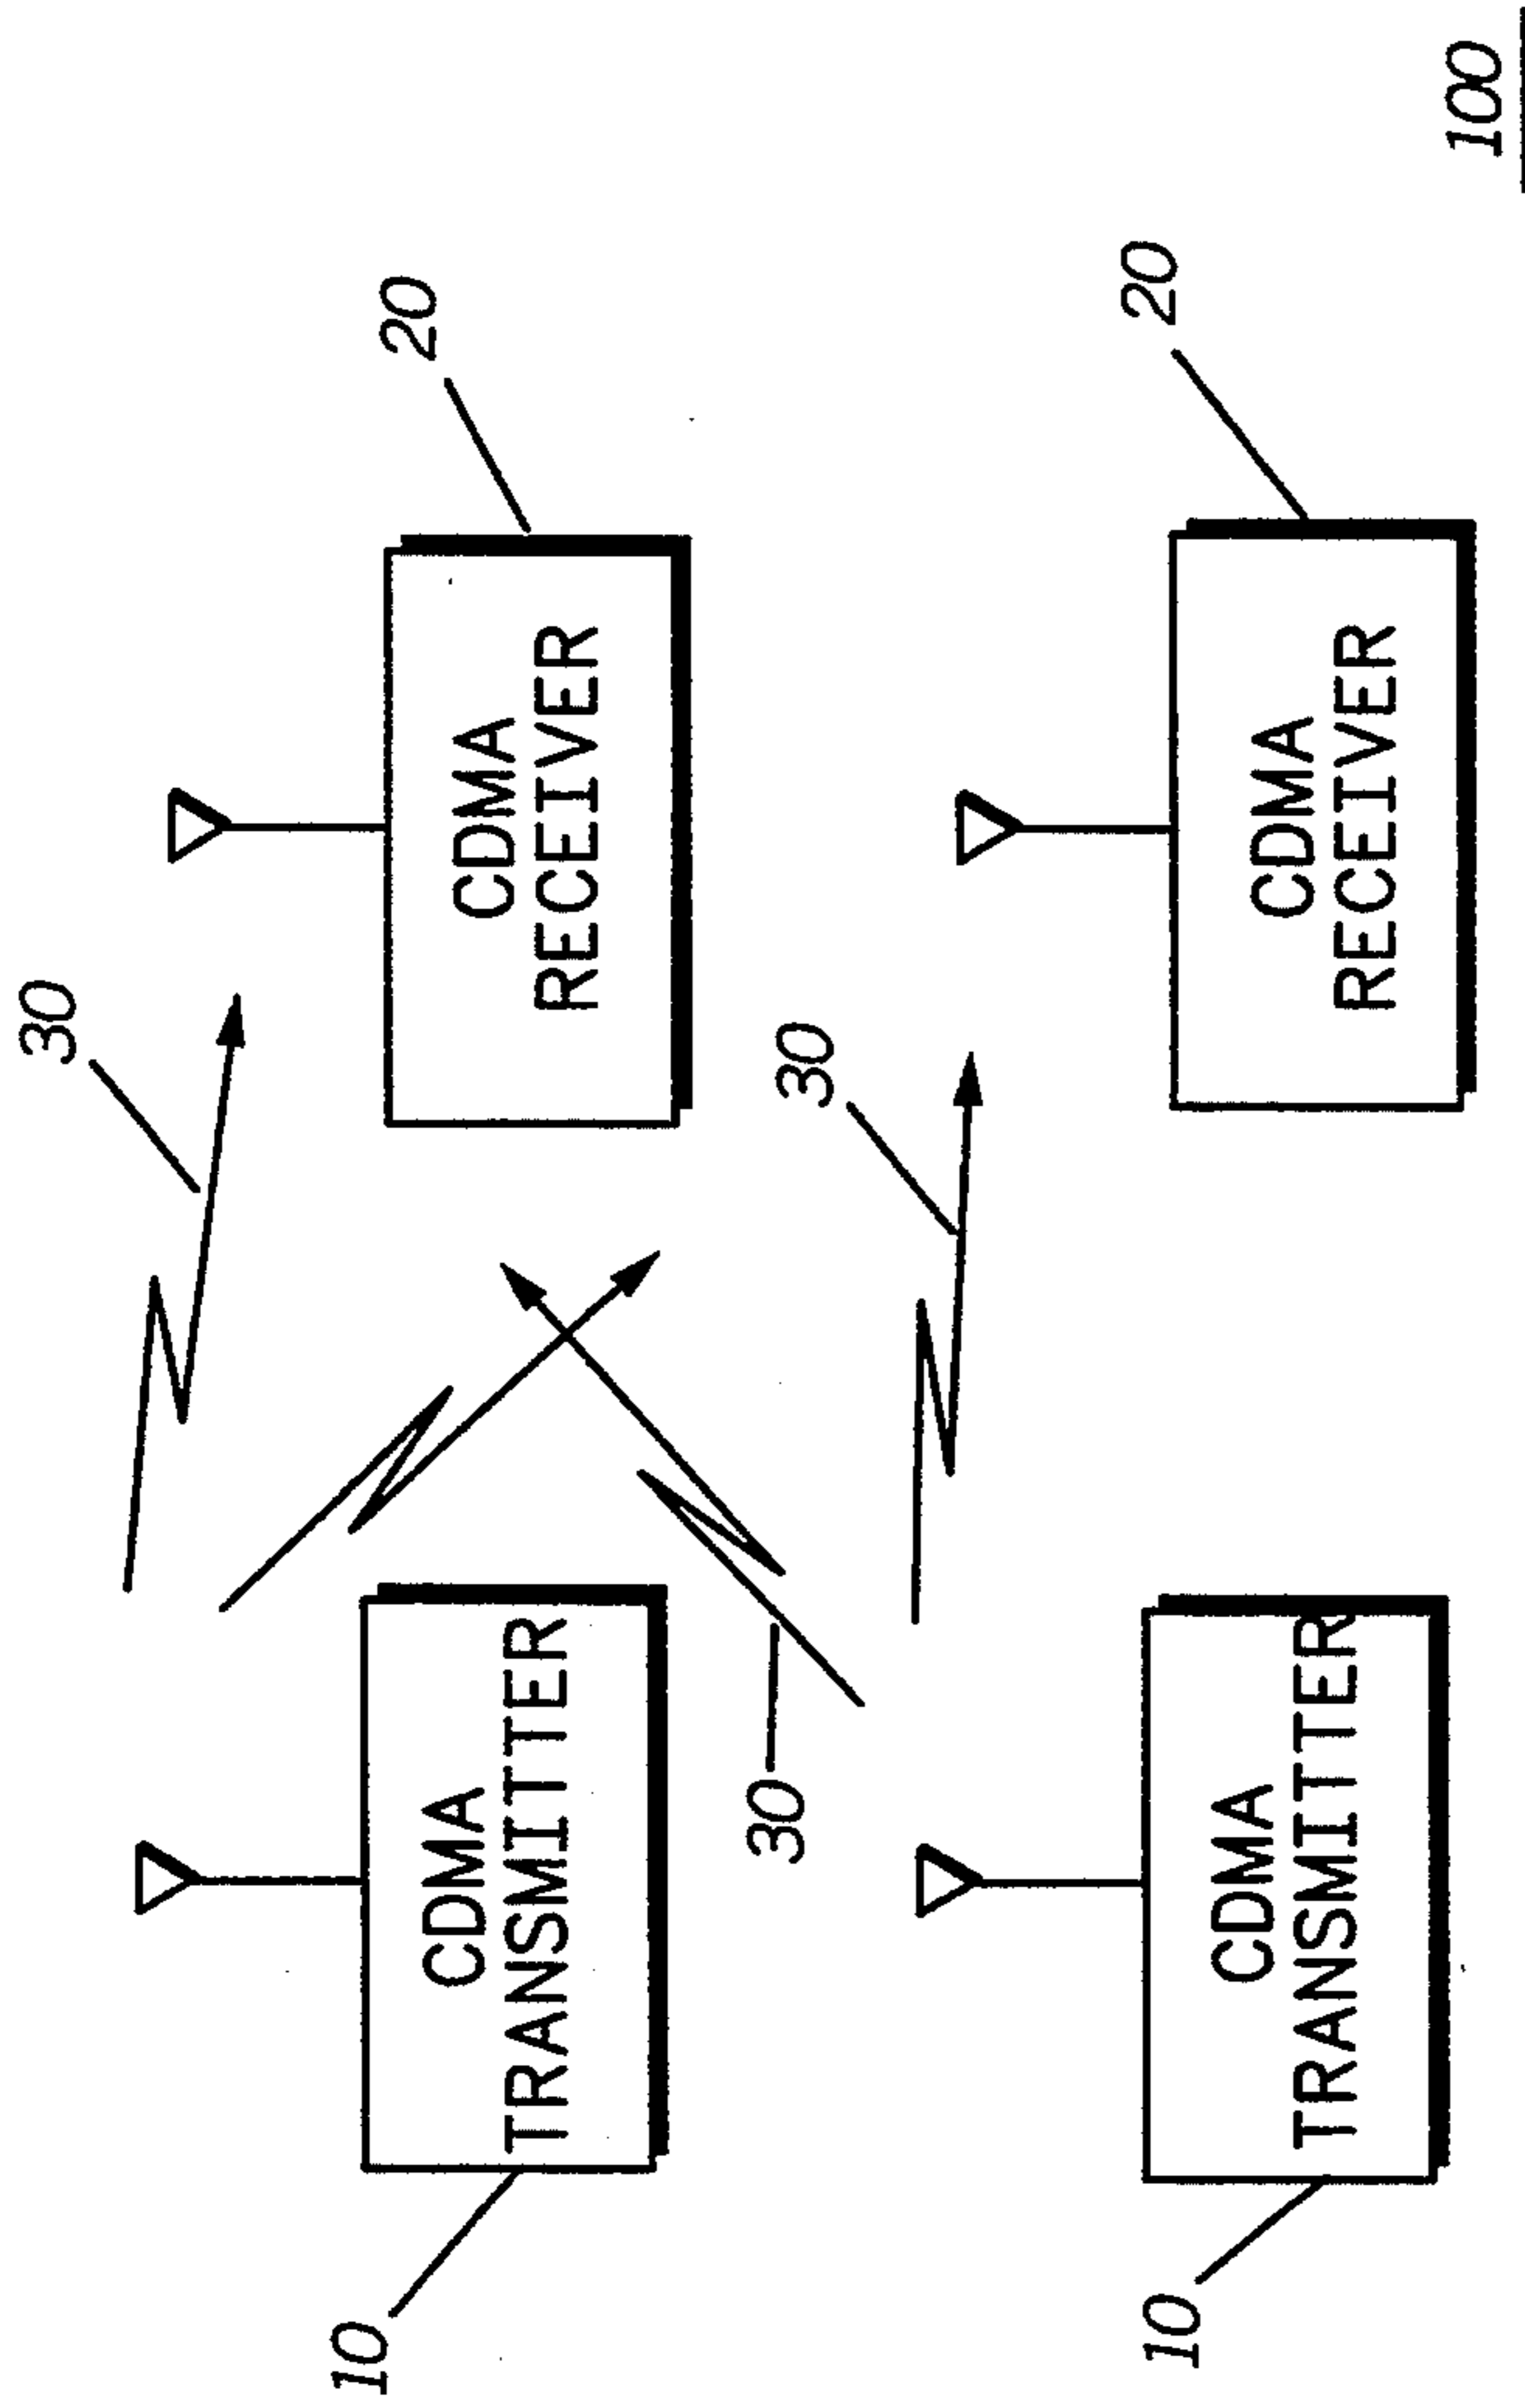 30
10
CDMA
TRANSMITTER
CDMA
RECEIVER
20
30
30
10
CDMA
TRANSMITTER
CDMA
RECEIVER
20
100